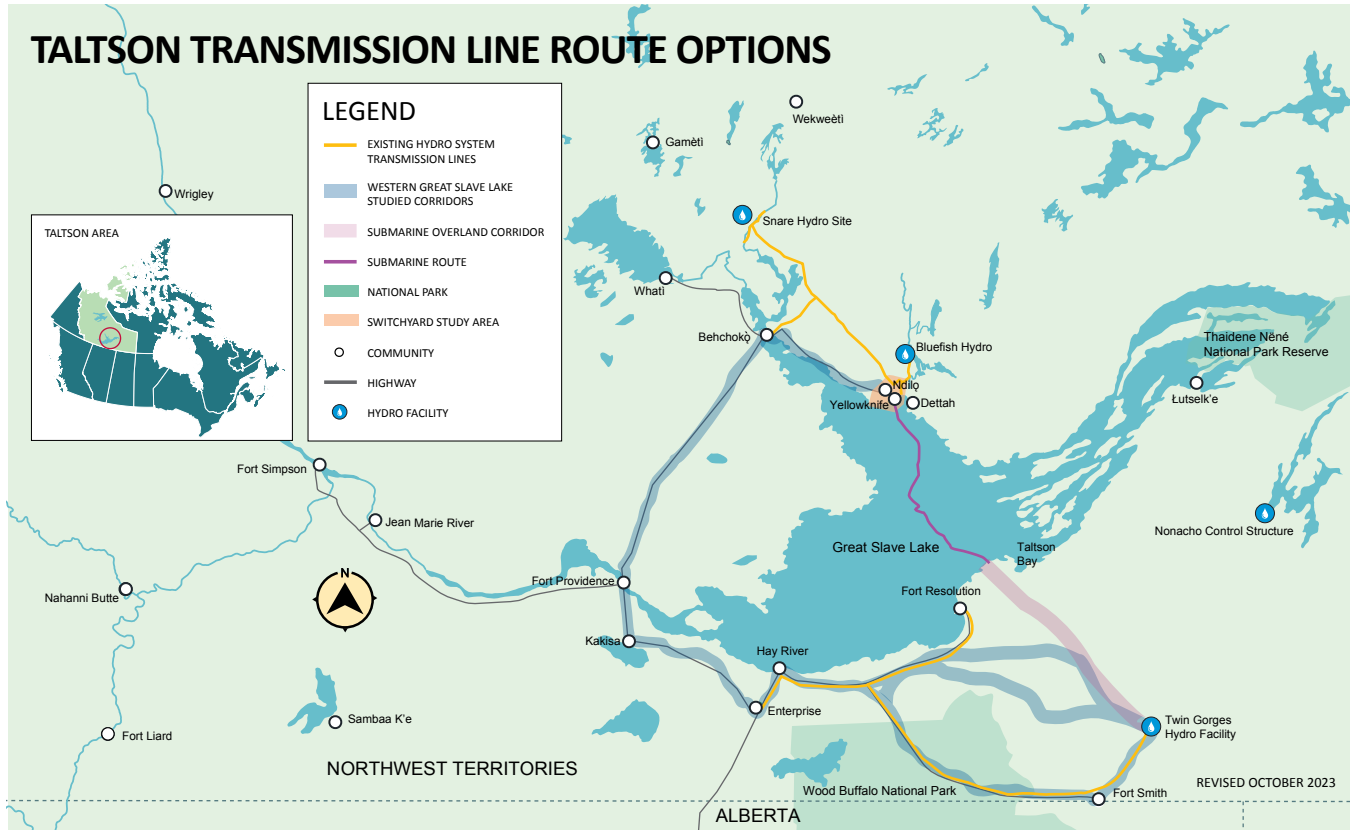 TALTSON TRANSMISSION LINE ROUTE OPTIONS
LEGEND
EXISTING HYDRO SYSTEM
TRANSMISSION LINES
WESTERN GREAT SLAVE LAKE
STUDIED CORRIDORS
SUBMARINE OVERLAND CORRIDOR
SUBMARINE ROUTE
NATIONAL PARK
SWITCHYARD STUDY AREA
COMMUNITY
HIGHWAY
HYDRO FACILITY
TALTSON AREA
Wekweètì
Gamètì
Wrigley
Snare Hydro Site
Whatì
Behchokǫ̀
Bluefish Hydro
Ndilǫ
Yellowknife
Dettah
Thaidene Nëné
National Park Reserve
Łutselk'e
Fort Simpson
Jean Marie River
Nonacho Control Structure
Great Slave Lake
Taltson
Bay
N
Nahanni Butte
Fort Providence
Fort Resolution
Kakisa
Hay River
Enterprise
Sambaa K'e
Fort Liard
Twin Gorges
Hydro Facility
NORTHWEST TERRITORIES
Wood Buffalo National Park
REVISED OCTOBER 2023
Fort Smith
ALBERTA